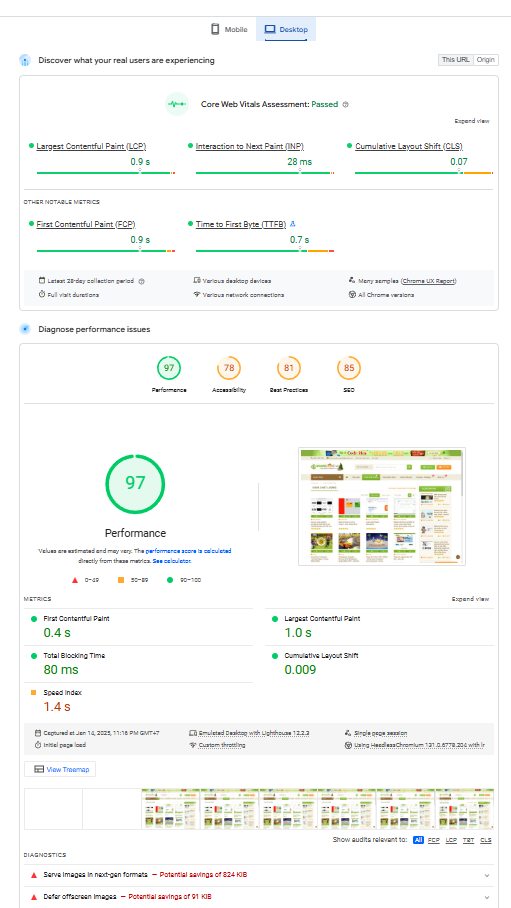 Mobile
Desktop
Discover what your real users are experiencing
This URL
Origin
Core Web Vitals Assessment: Passed
Expand view
Largest Contentful Paint (LCP)
0.9 s
Interaction to Next Paint (INP)
28 ms
Cumulative Layout Shift (CLS)
0.07
OTHER NOTABLE METRICS
First Contentful Paint (FCP)
0.9 s
Time to First Byte (TTFB)
0.7 s
Latest 28-day collection period
Various desktop devices
Many samples (Chrome UX Report)
Full visit durations
Various network connections
All Chrome versions
Diagnose performance issues
97
78
81
85
Performance
Accessibility
Best Practices
SEO
97
Performance
Values are estimated and may vary. The performance score is calculated
directly from these metrics. See calculator.
0–49
50–89
90–100
METRICS
Expand view
First Contentful Paint
0.4 s
Largest Contentful Paint
1.0 s
Total Blocking Time
80 ms
Cumulative Layout Shift
0.009
Speed Index
1.4 s
Captured at Jan 14, 2025, 11:16 PM GMT+7
Emulated Desktop with Lighthouse 12.2.3
Single page session
Initial page load
Custom throttling
Using HeadlessChromium 131.0.6778.204 with lr
View Treemap
Show audits relevant to:
All
FCP
LCP
TBT
CLS
DIAGNOSTICS
Serve images in next-gen formats — Potential savings of 824 KiB
Defer offscreen images — Potential savings of 91 KiB